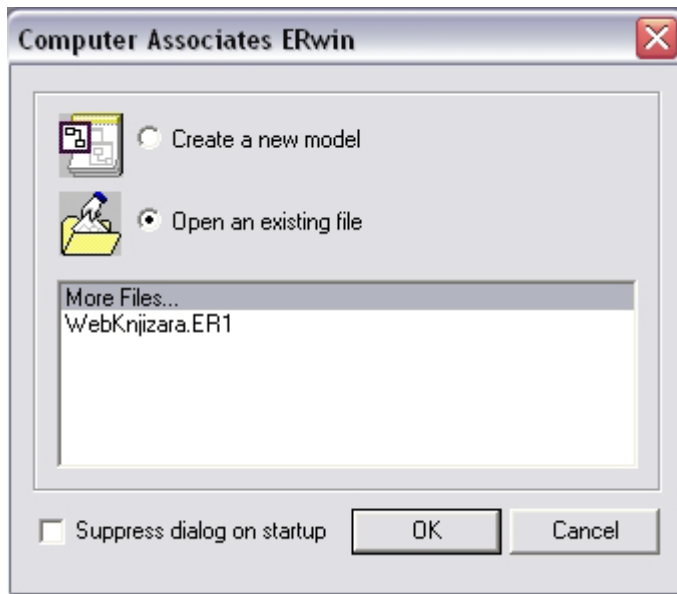 Computer Associates ERwin
Create a new model
Open an existing file
More Files...
WebKnjizara.ER1
Suppress dialog on startup
OK
Cancel